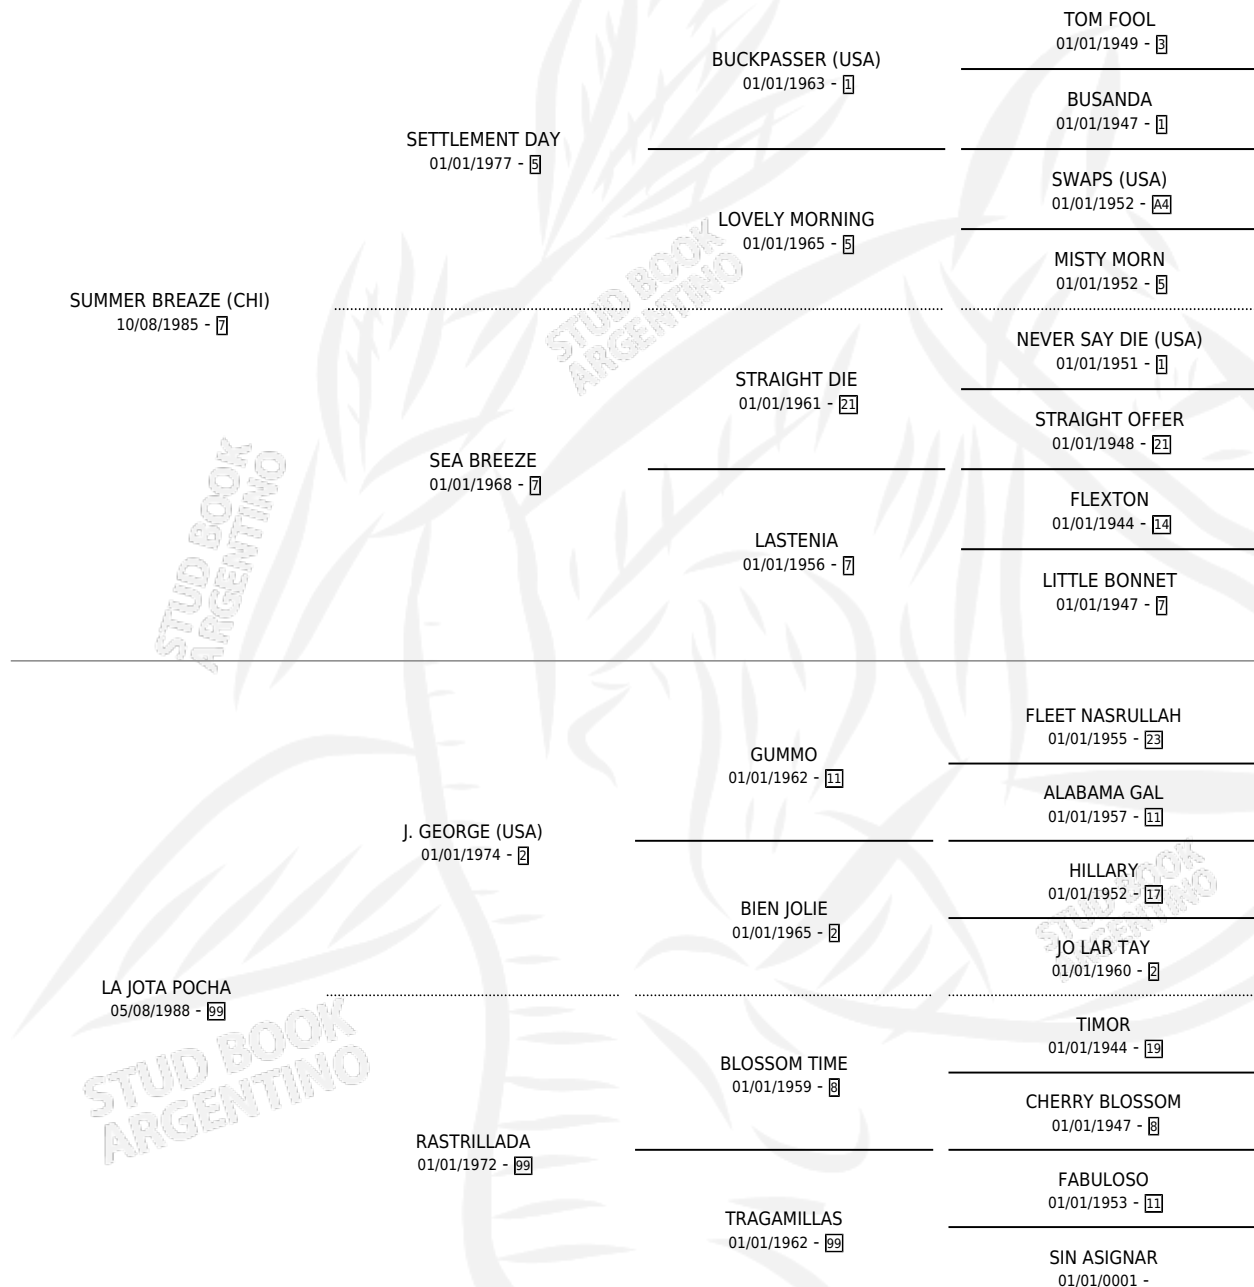 TOM FOOL
01/01/1949 - 3
BUCKPASSER (USA)
01/01/1963 - 1
BUSANDA
01/01/1947 - 1
SETTLEMENT DAY
01/01/1977 - 5
SWAPS (USA)
01/01/1952 - A4
LOVELY MORNING
01/01/1965 - 5
MISTY MORN
01/01/1952 - 5
SUMMER BREAZE (CHI)
10/08/1985 - 7
STUD BOOK
ARGENTINO
NEVER SAY DIE (USA)
01/01/1951 - 1
STRAIGHT DIE
01/01/1961 - 21
STRAIGHT OFFER
01/01/1948 - 21
SEA BREEZE
01/01/1968 - 7
FLEXTON
01/01/1944 - 14
LASTENIA
01/01/1956 - 7
LITTLE BONNET
01/01/1947 - 7
STUD BOOK
ARGENTINO
FLEET NASRULLAH
01/01/1955 - 23
GUMMO
01/01/1962 - 11
ALABAMA GAL
01/01/1957 - 11
J. GEORGE (USA)
01/01/1974 - 2
HILLARY
01/01/1952 - 17
BIEN JOLIE
01/01/1965 - 2
STUD BOOK
ARGENTINO
JO LAR TAY
01/01/1960 - 2
LA JOTA POCHA
05/08/1988 - 99
STUD BOOK
ARGENTINO
TIMOR
01/01/1944 - 19
BLOSSOM TIME
01/01/1959 - 8
CHERRY BLOSSOM
01/01/1947 - 8
RASTRILLADA
01/01/1972 - 99
FABULOSO
01/01/1953 - 11
TRAGAMILLAS
01/01/1962 - 99
SIN ASIGNAR
01/01/0001 -